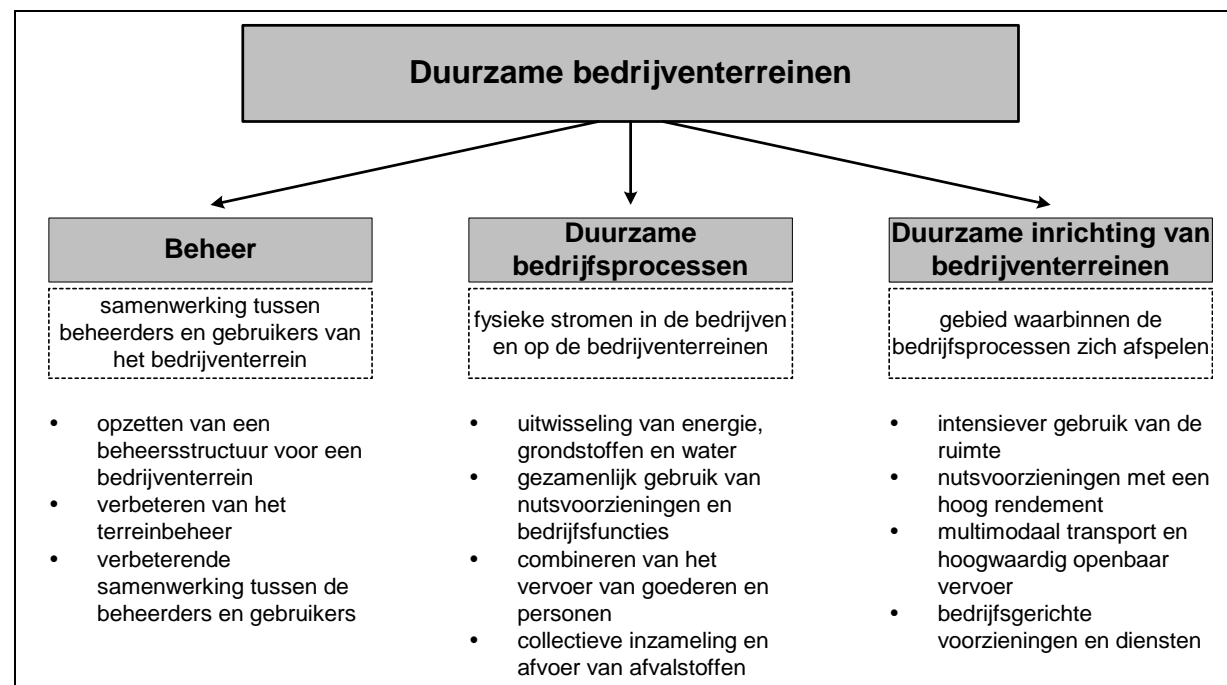 Duurzame bedrijventerreinen
Beheer
samenwerking tussen
beheerders en gebruikers van
het bedrijventerrein
• opzetten van een
beheersstructuur voor een
bedrijventerrein
• verbeteren van het
terreinbeheer
• verbeterende
samenwerking tussen de
beheerders en gebruikers
Duurzame
bedrijfsprocessen
fysieke stromen in de bedrijven
en op de bedrijventerreinen
• uitwisseling van energie,
grondstoffen en water
• gezamenlijk gebruik van
nutsvoorzieningen en
bedrijfsfuncties
• combineren van het
vervoer van goederen en
personen
• collectieve inzameling en
afvoer van afvalstoffen
Duurzame inrichting van
bedrijventerreinen
gebied waarbinnen de
bedrijfsprocessen zich afspelen
• intensiever gebruik van de
ruimte
• nutsvoorzieningen met een
hoog rendement
• multimodaal transport en
hoogwaardig openbaar
vervoer
• bedrijfsgerichte
voorzieningen en diensten